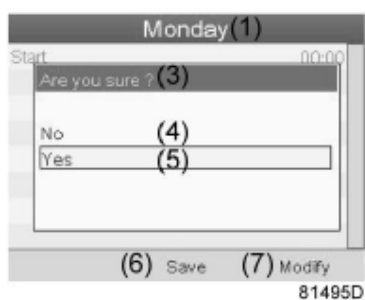 Monday(1)
Start 00:00
Are you sure ?(3)
No (4)
Yes (5)
(6) Save (7) Modify
81495D